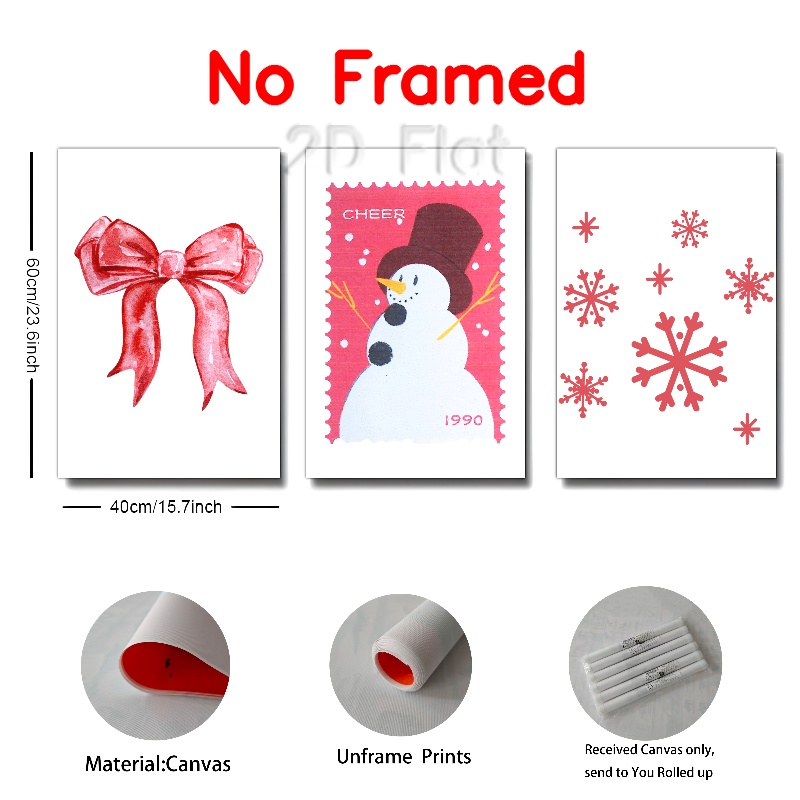 No Framed
2D Flat
60cm/23.6inch
CHEER
1990
40cm/15.7inch
Material:Canvas
Unframe Prints
Received Canvas only,
send to You Rolled up